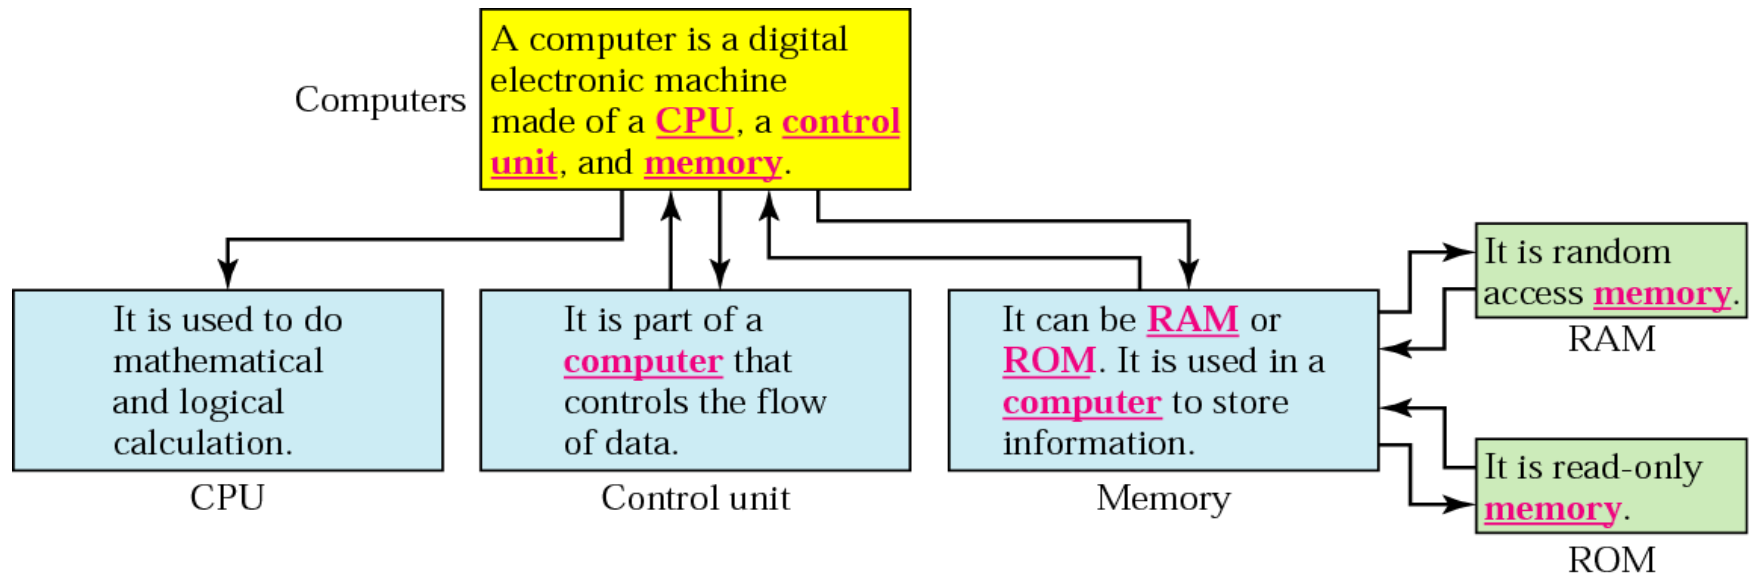 Computers
A computer is a digital
electronic machine
made of a CPU, a control
unit, and memory.
It is used to do
mathematical
and logical
calculation.
CPU
It is part of a
computer that
controls the flow
of data.
Control unit
It can be RAM or
ROM. It is used in a
computer to store
information.
Memory
It is random
access memory.
RAM
It is read-only
memory.
ROM